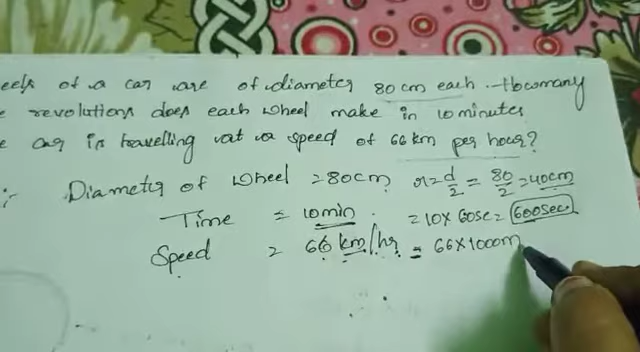 eels of a car are of diameter 80 cm each. How many
e revolutions does each wheel make in 10 minutes
e car is travelling at a speed of 66 km per hour?
:- Diameter of wheel = 80cm r = d/2 = 80/2 = 40cm
Time = 10min. = 10 × 60sec = 600sec
Speed = 66 km/hr = 66×1000m